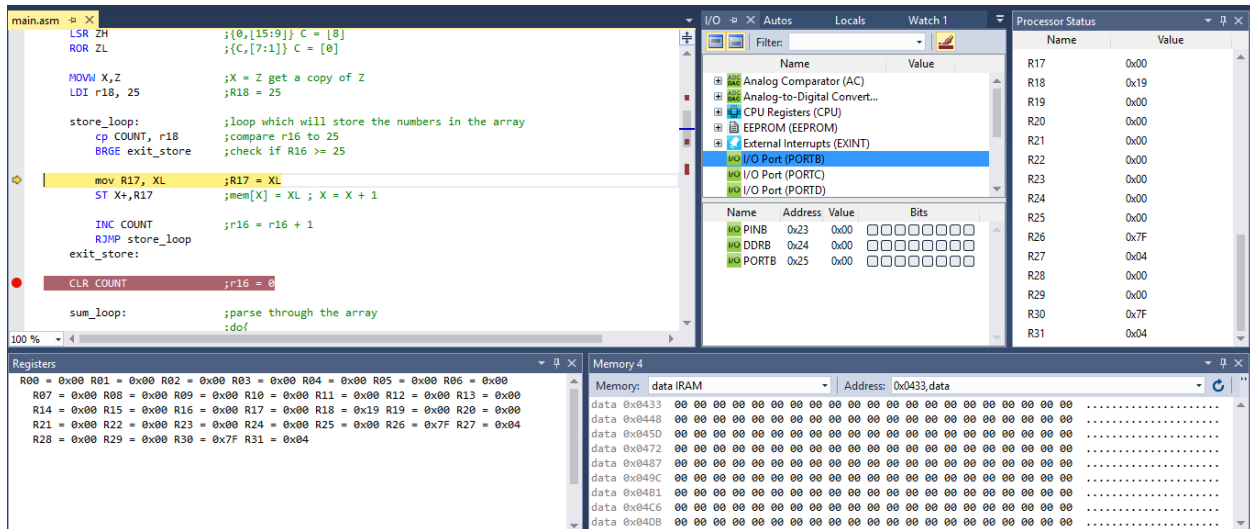 main.asm
LSR ZH ;{0,[15:9]} C = [8]
ROR ZL ;{C,[7:1]} C = [0]
MOVW X,Z ;X = Z get a copy of Z
LDI r18, 25 ;R18 = 25
store_loop: ;loop which will store the numbers in the array
cp COUNT, r18 ;compare r16 to 25
BRGE exit_store ;check if R16 >= 25
mov R17, XL ;R17 = XL
ST X+,R17 ;mem[X] = XL ; X = X + 1
INC COUNT ;r16 = r16 + 1
RJMP store_loop
exit_store:
CLR COUNT ;r16 = 0
sum_loop: ;parse through the array
;do{
100 %
I/O Autos Locals Watch 1
Filter:
Name Value
Analog Comparator (AC)
Analog-to-Digital Convert...
CPU Registers (CPU)
EEPROM (EEPROM)
External Interrupts (EXINT)
I/O I/O Port (PORTB)
I/O I/O Port (PORTC)
I/O I/O Port (PORTD)
Name Address Value Bits
I/O PINB 0x23 0x00
I/O DDRB 0x24 0x00
I/O PORTB 0x25 0x00
Processor Status
Name Value
R17 0x00
R18 0x19
R19 0x00
R20 0x00
R21 0x00
R22 0x00
R23 0x00
R24 0x00
R25 0x00
R26 0x7F
R27 0x04
R28 0x00
R29 0x00
R30 0x7F
R31 0x04
Registers
R00 = 0x00 R01 = 0x00 R02 = 0x00 R03 = 0x00 R04 = 0x00 R05 = 0x00 R06 = 0x00
R07 = 0x00 R08 = 0x00 R09 = 0x00 R10 = 0x00 R11 = 0x00 R12 = 0x00 R13 = 0x00
R14 = 0x00 R15 = 0x00 R16 = 0x00 R17 = 0x00 R18 = 0x19 R19 = 0x00 R20 = 0x00
R21 = 0x00 R22 = 0x00 R23 = 0x00 R24 = 0x00 R25 = 0x00 R26 = 0x7F R27 = 0x04
R28 = 0x00 R29 = 0x00 R30 = 0x7F R31 = 0x04
Memory 4
Memory: data IRAM Address: 0x0433,data
data 0x0433 00 00 00 00 00 00 00 00 00 00 00 00 00 00 00 00 00 00 00 00 00 .....................
data 0x0448 00 00 00 00 00 00 00 00 00 00 00 00 00 00 00 00 00 00 00 00 00 .....................
data 0x045D 00 00 00 00 00 00 00 00 00 00 00 00 00 00 00 00 00 00 00 00 00 .....................
data 0x0472 00 00 00 00 00 00 00 00 00 00 00 00 00 00 00 00 00 00 00 00 00 .....................
data 0x0487 00 00 00 00 00 00 00 00 00 00 00 00 00 00 00 00 00 00 00 00 00 .....................
data 0x049C 00 00 00 00 00 00 00 00 00 00 00 00 00 00 00 00 00 00 00 00 00 .....................
data 0x04B1 00 00 00 00 00 00 00 00 00 00 00 00 00 00 00 00 00 00 00 00 00 .....................
data 0x04C6 00 00 00 00 00 00 00 00 00 00 00 00 00 00 00 00 00 00 00 00 00 .....................
data 0x04DB 00 00 00 00 00 00 00 00 00 00 00 00 00 00 00 00 00 00 00 00 00 .....................